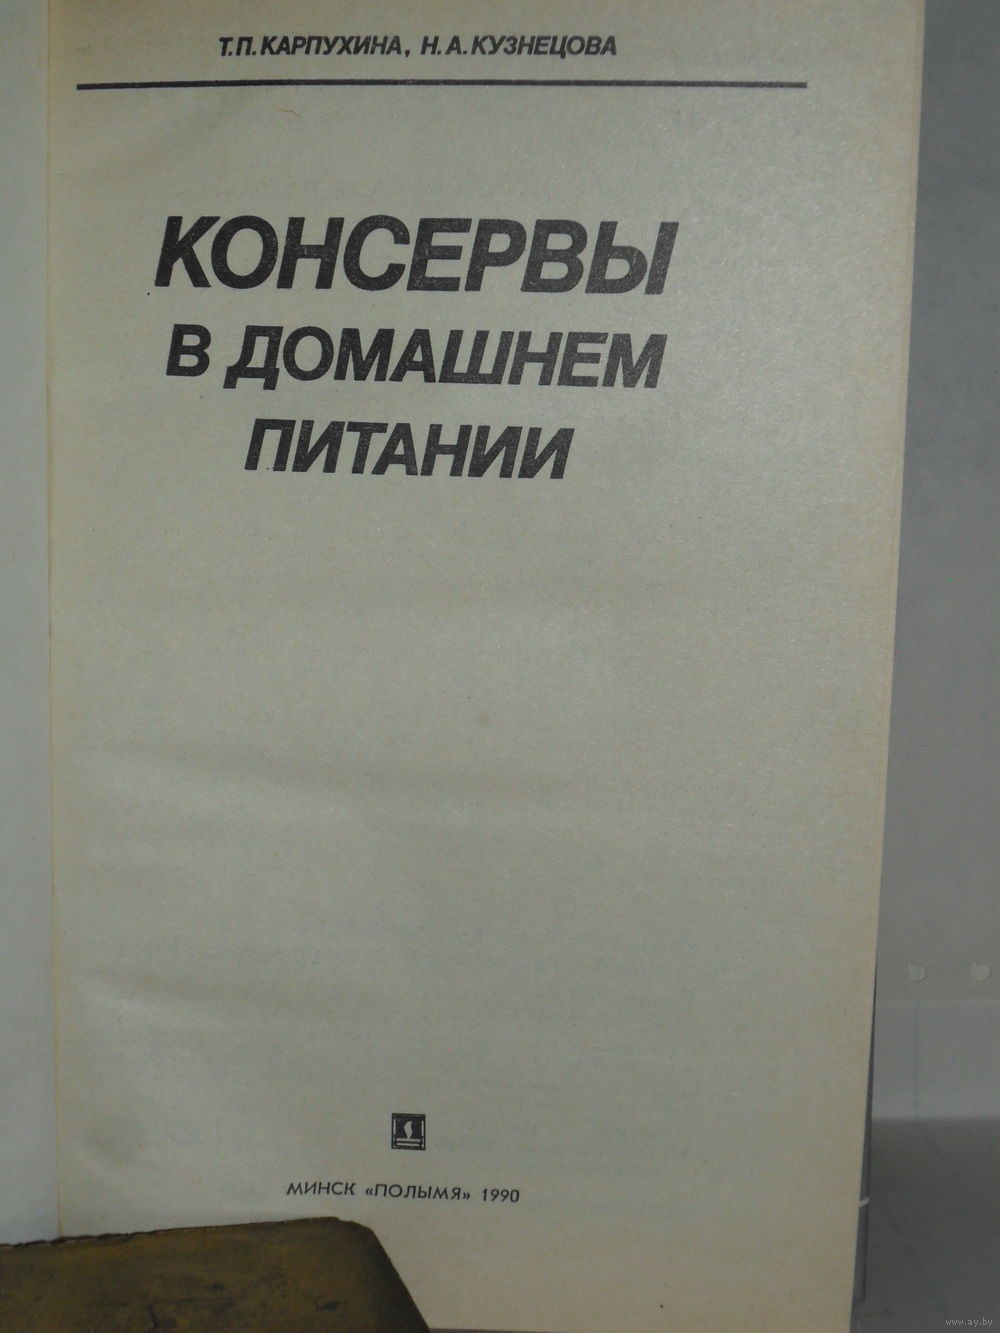 Т.П.КАРПУХИНА, Н.А.КУЗНЕЦОВА
КОНСЕРВЫ
В ДОМАШНЕМ
ПИТАНИИ
МИНСК «ПОЛЫМЯ» 1990
www.ay.by